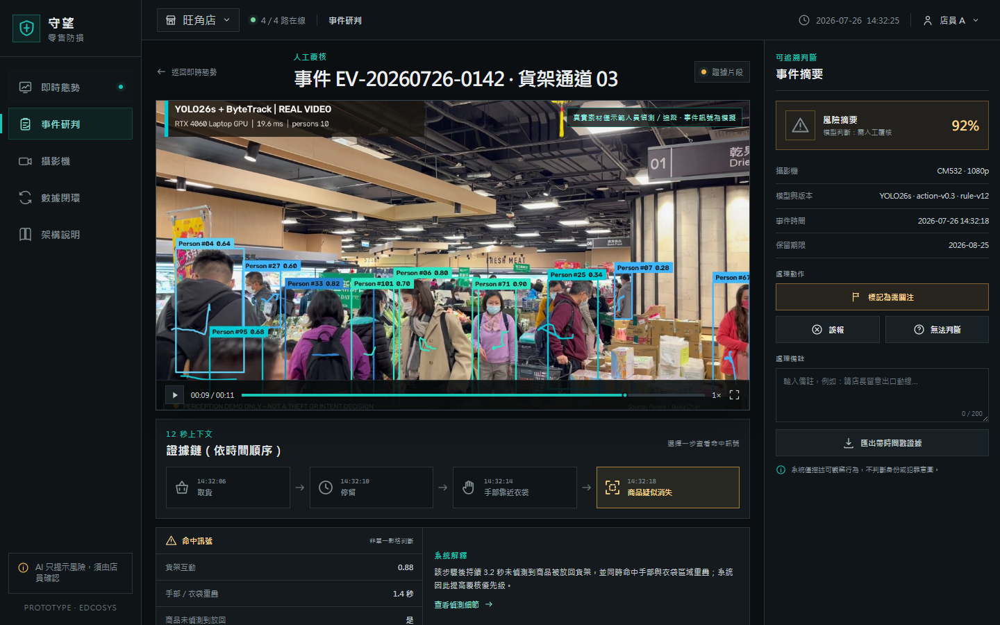 守望
零售防損
即時態勢
事件研判
攝影機
數據閉環
架構說明
AI 只提示風險，須由店
員確認
PROTOTYPE · EDCOSYS
旺角店
4 / 4 路在線
事件研判
2026-07-26 14:32:25
店員 A
返回即時態勢
人工覆核
事件 EV-20260726-0142 · 貨架通道 03
證據片段
YOLO26s + ByteTrack | REAL VIDEO
RTX 4060 Laptop GPU | 19.6 ms | persons 10
真實素材僅示範人員偵測 / 追蹤 · 事件訊號為模擬
01
乾果
Drie
FRESH MEAT
Person #04 0.64
Person #27 0.60
Person #33 0.82
Person #101 0.70
Person #06 0.80
Person #71 0.90
Person #25 0.34
Person #07 0.28
Person #67
Person #95 0.68
00:09 / 00:11
1×
PERCEPTION DEMO ONLY - NOT A THEFT OR INTENT DECISION
12 秒上下文
證據鏈（依時間順序）
選擇一步查看命中訊號
14:32:06
取貨
14:32:10
停留
14:32:14
手部靠近衣袋
14:32:18
商品疑似消失
命中訊號
非單一影格判斷
貨架互動
0.88
手部 / 衣袋重疊
1.4 秒
商品未偵測到放回
是
系統解釋
該步驟後持續 3.2 秒未偵測到商品被放回貨架，並同時命中手部與衣袋區域重疊；系統
因此提高覆核優先級。
查看偵測細節
可追溯判斷
事件摘要
風險摘要
模型判斷：需人工覆核
92%
攝影機
CM532 · 1080p
模型與版本
YOLO26s · action-v0.3 · rule-v12
事件時間
2026-07-26 14:32:18
保留期限
2026-08-25
處理動作
標記為需關注
誤報
無法判斷
處理備註
輸入備註，例如：請店長留意出口動線...
0 / 200
匯出帶時間戳證據
系統僅描述可觀察行為，不判斷身份或犯罪意圖。